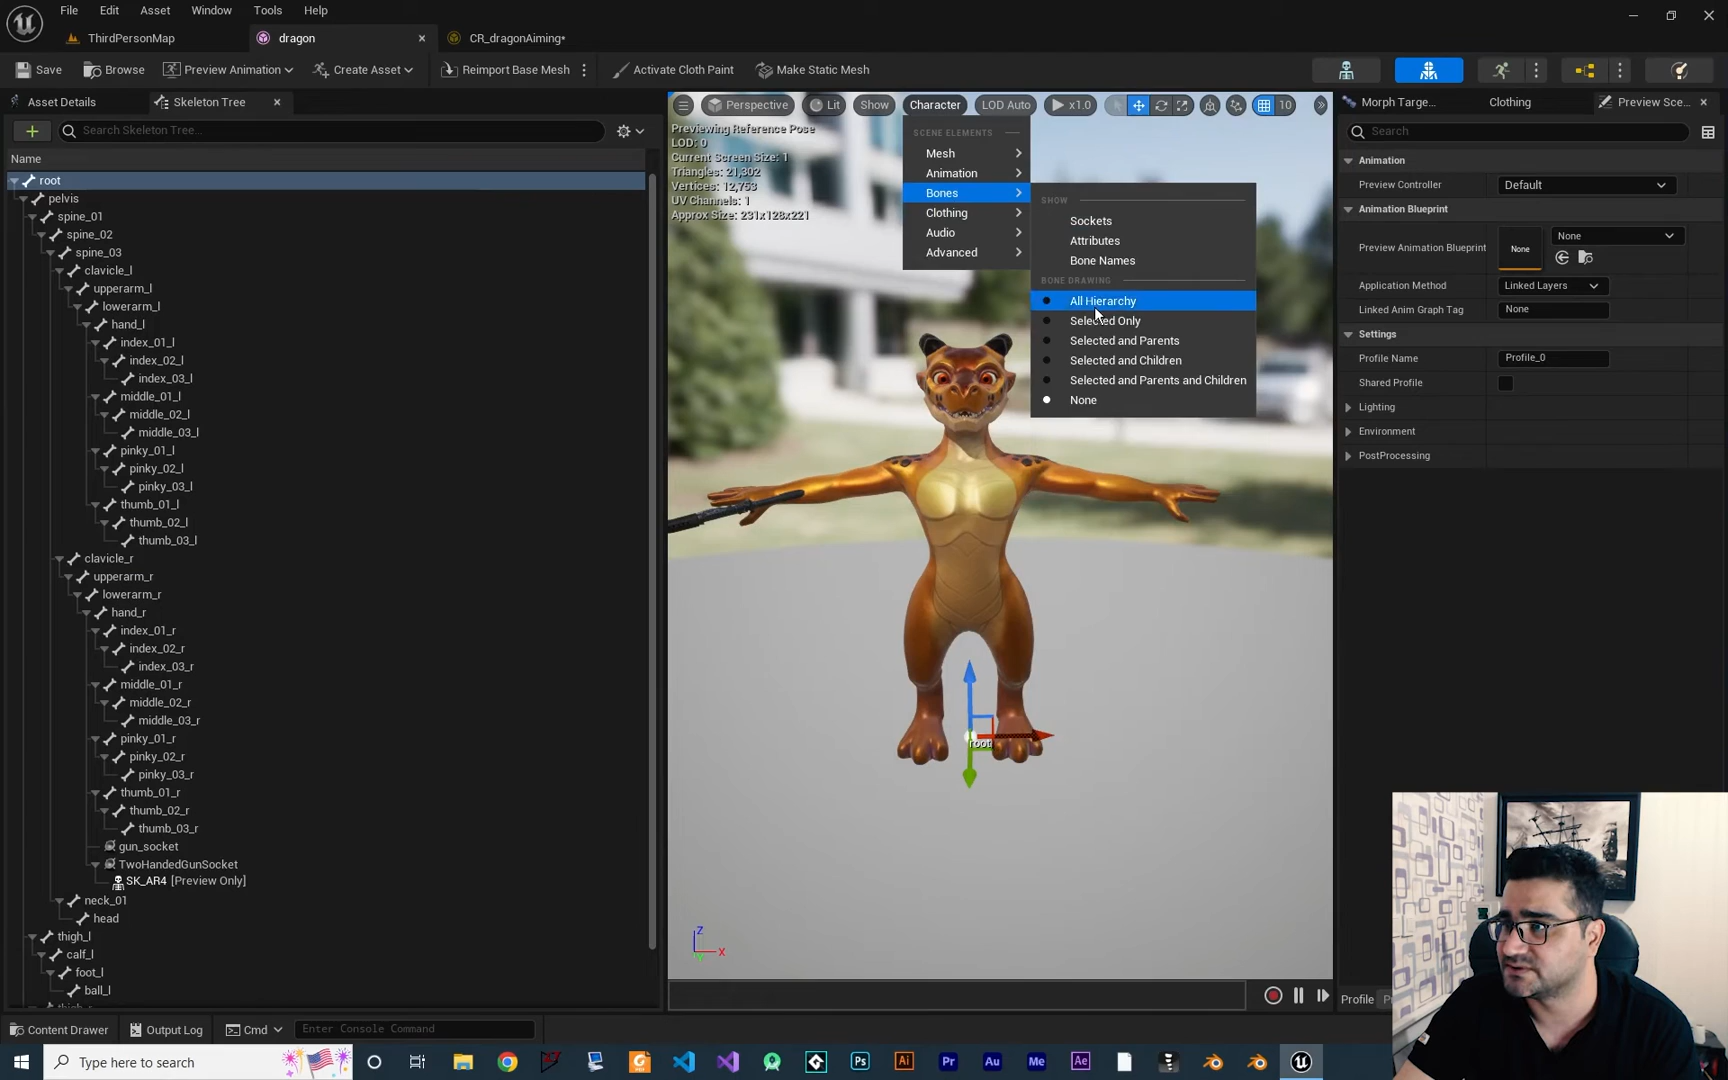 File Edit Asset Window Tools Help
ThirdPersonMap dragon CR_dragonAiming*
Save Browse Preview Animation Create Asset Reimport Base Mesh Activate Cloth Paint Make Static Mesh
Asset Details Skeleton Tree
Search Skeleton Tree...
Name
root
pelvis
spine_01
spine_02
spine_03
clavicle_l
upperarm_l
lowerarm_l
hand_l
index_01_l
index_02_l
index_03_l
middle_01_l
middle_02_l
middle_03_l
pinky_01_l
pinky_02_l
pinky_03_l
thumb_01_l
thumb_02_l
thumb_03_l
clavicle_r
upperarm_r
lowerarm_r
hand_r
index_01_r
index_02_r
index_03_r
middle_01_r
middle_02_r
middle_03_r
pinky_01_r
pinky_02_r
pinky_03_r
thumb_01_r
thumb_02_r
thumb_03_r
gun_socket
TwoHandedGunSocket
SK_AR4 [Preview Only]
neck_01
head
thigh_l
calf_l
foot_l
ball_l
Perspective Lit Show Character LOD Auto x1.0 10
Previewing Reference Pose
LOD: 0
Current Screen Size: 1
Triangles: 21,302
Vertices: 12,753
UV Channels: 1
Approx Size: 231x128x221
SCENE ELEMENTS
Mesh
Animation
Bones
Clothing
Audio
Advanced
SHOW
Sockets
Attributes
Bone Names
BONE DRAWING
All Hierarchy
Selected Only
Selected and Parents
Selected and Children
Selected and Parents and Children
None
root
Z
X
Morph Targe... Clothing Preview Sce...
Search
Animation
Preview Controller Default
Animation Blueprint
Preview Animation Blueprint None None
Application Method Linked Layers
Linked Anim Graph Tag None
Settings
Profile Name Profile_0
Shared Profile
Lighting
Environment
PostProcessing
Profile
Content Drawer Output Log Cmd Enter Console Command
Type here to search
Ps Ai Pr Au Me Ae